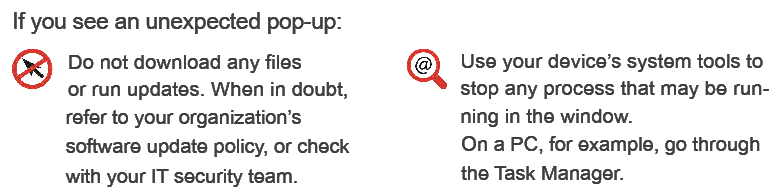 If you see an unexpected pop-up:
Do not download any files
or run updates. When in doubt,
refer to your organization's
software update policy, or check
with your IT security team.
@
Use your device's system tools to
stop any process that may be run-
ning in the window.
On a PC, for example, go through
the Task Manager.